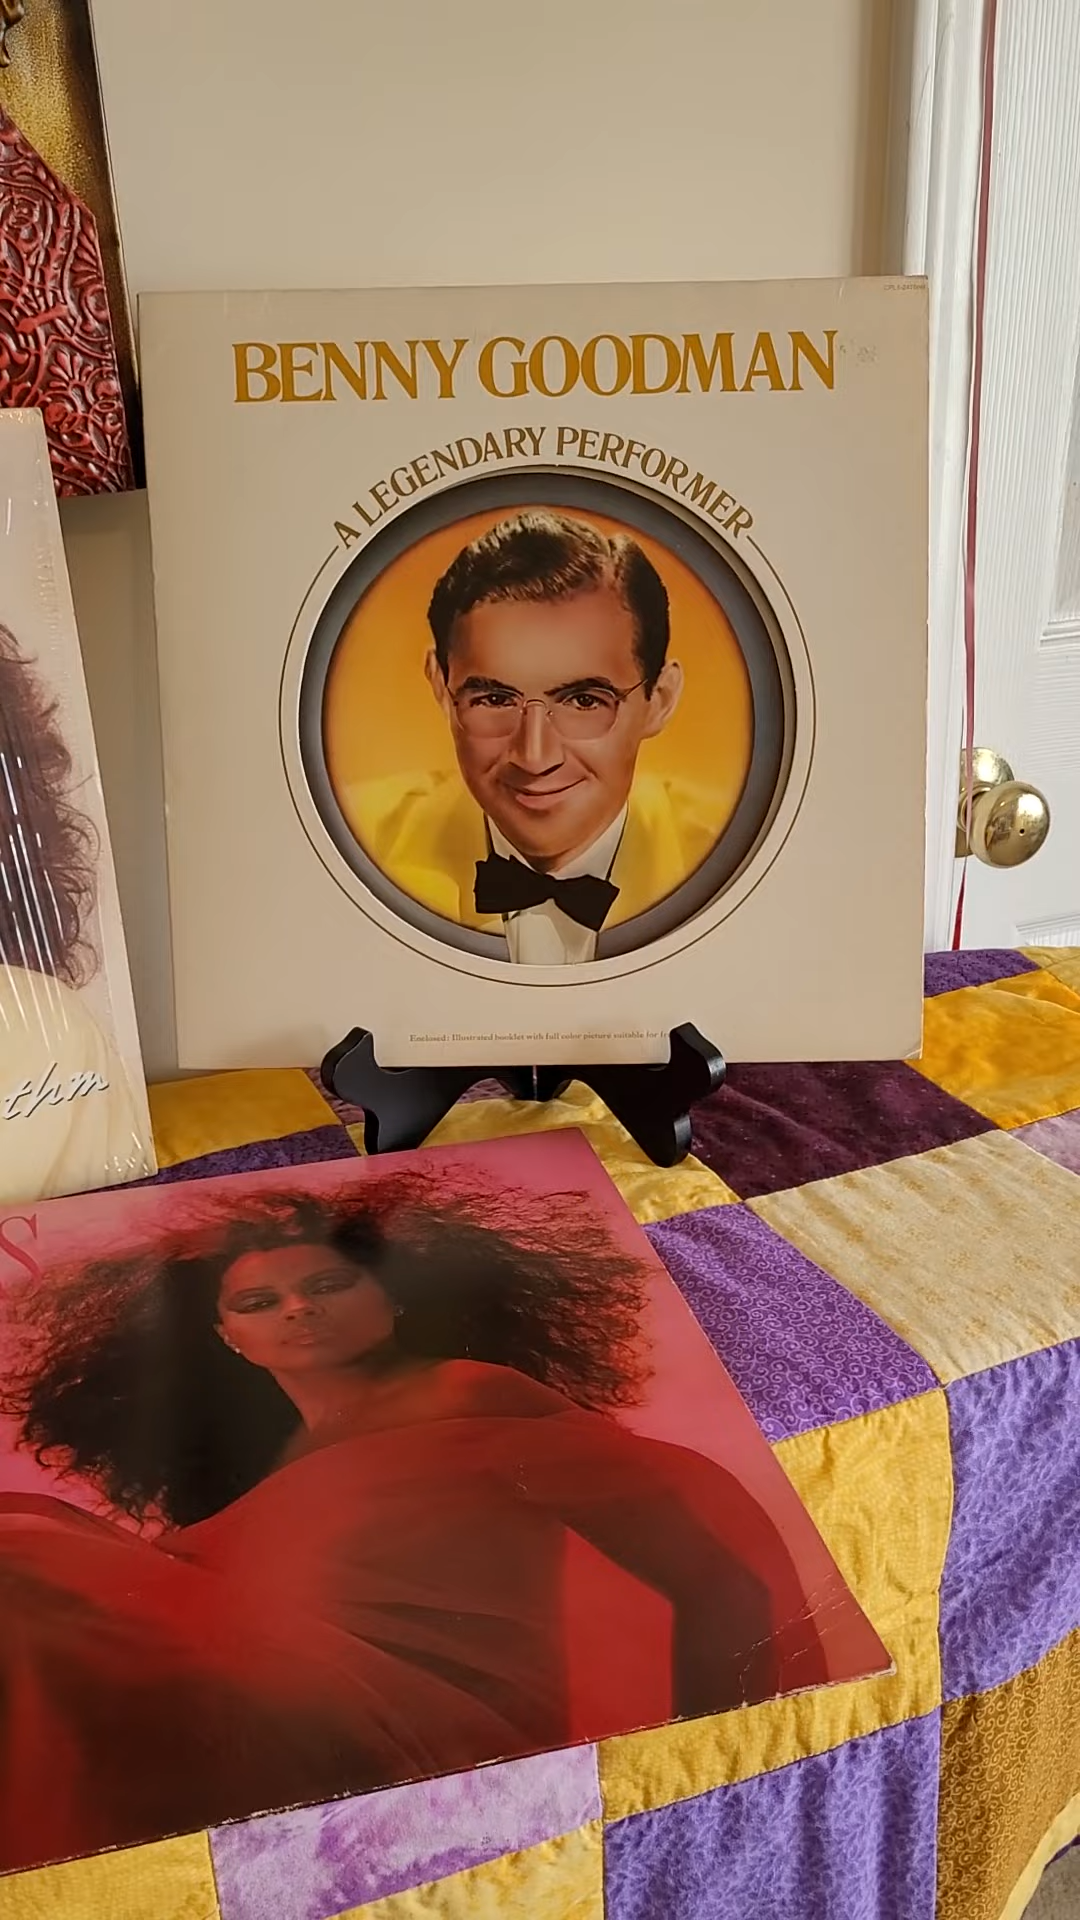 BENNY GOODMAN
A LEGENDARY PERFORMER
Enclosed: Illustrated booklet with full color picture suitable for
thm
S